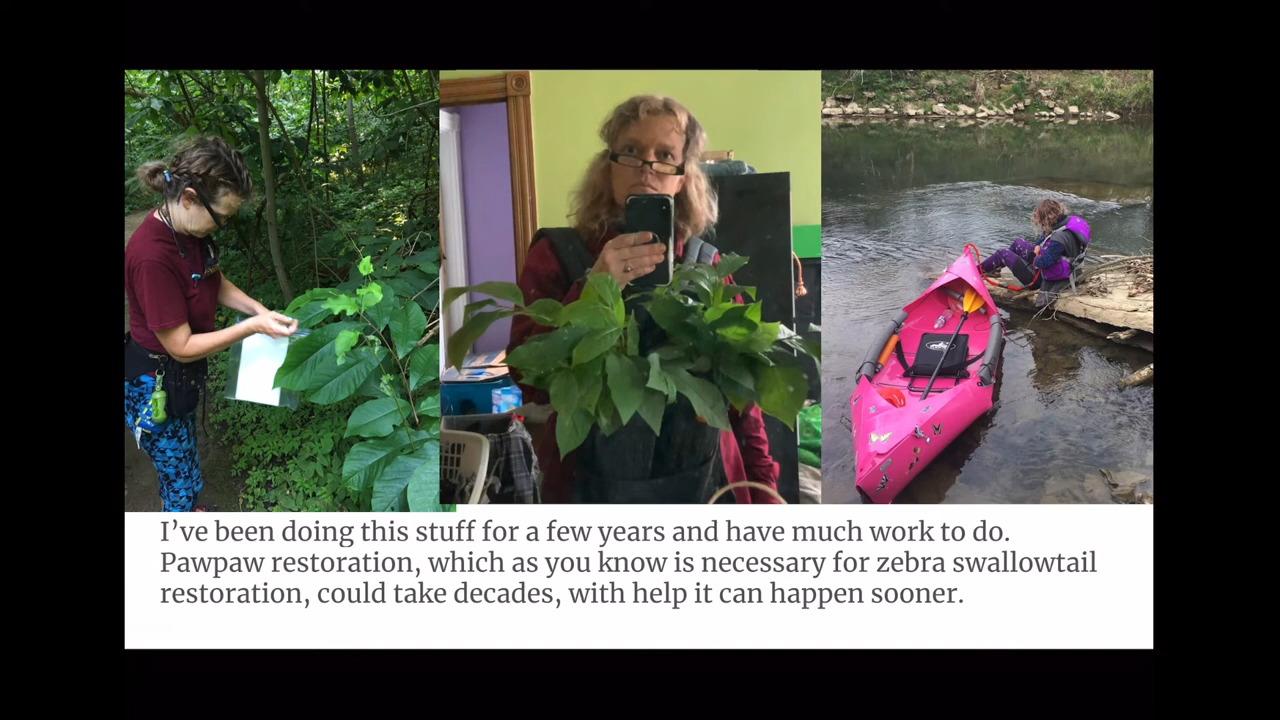 I've been doing this stuff for a few years and have much work to do.
Pawpaw restoration, which as you know is necessary for zebra swallowtail
restoration, could take decades, with help it can happen sooner.